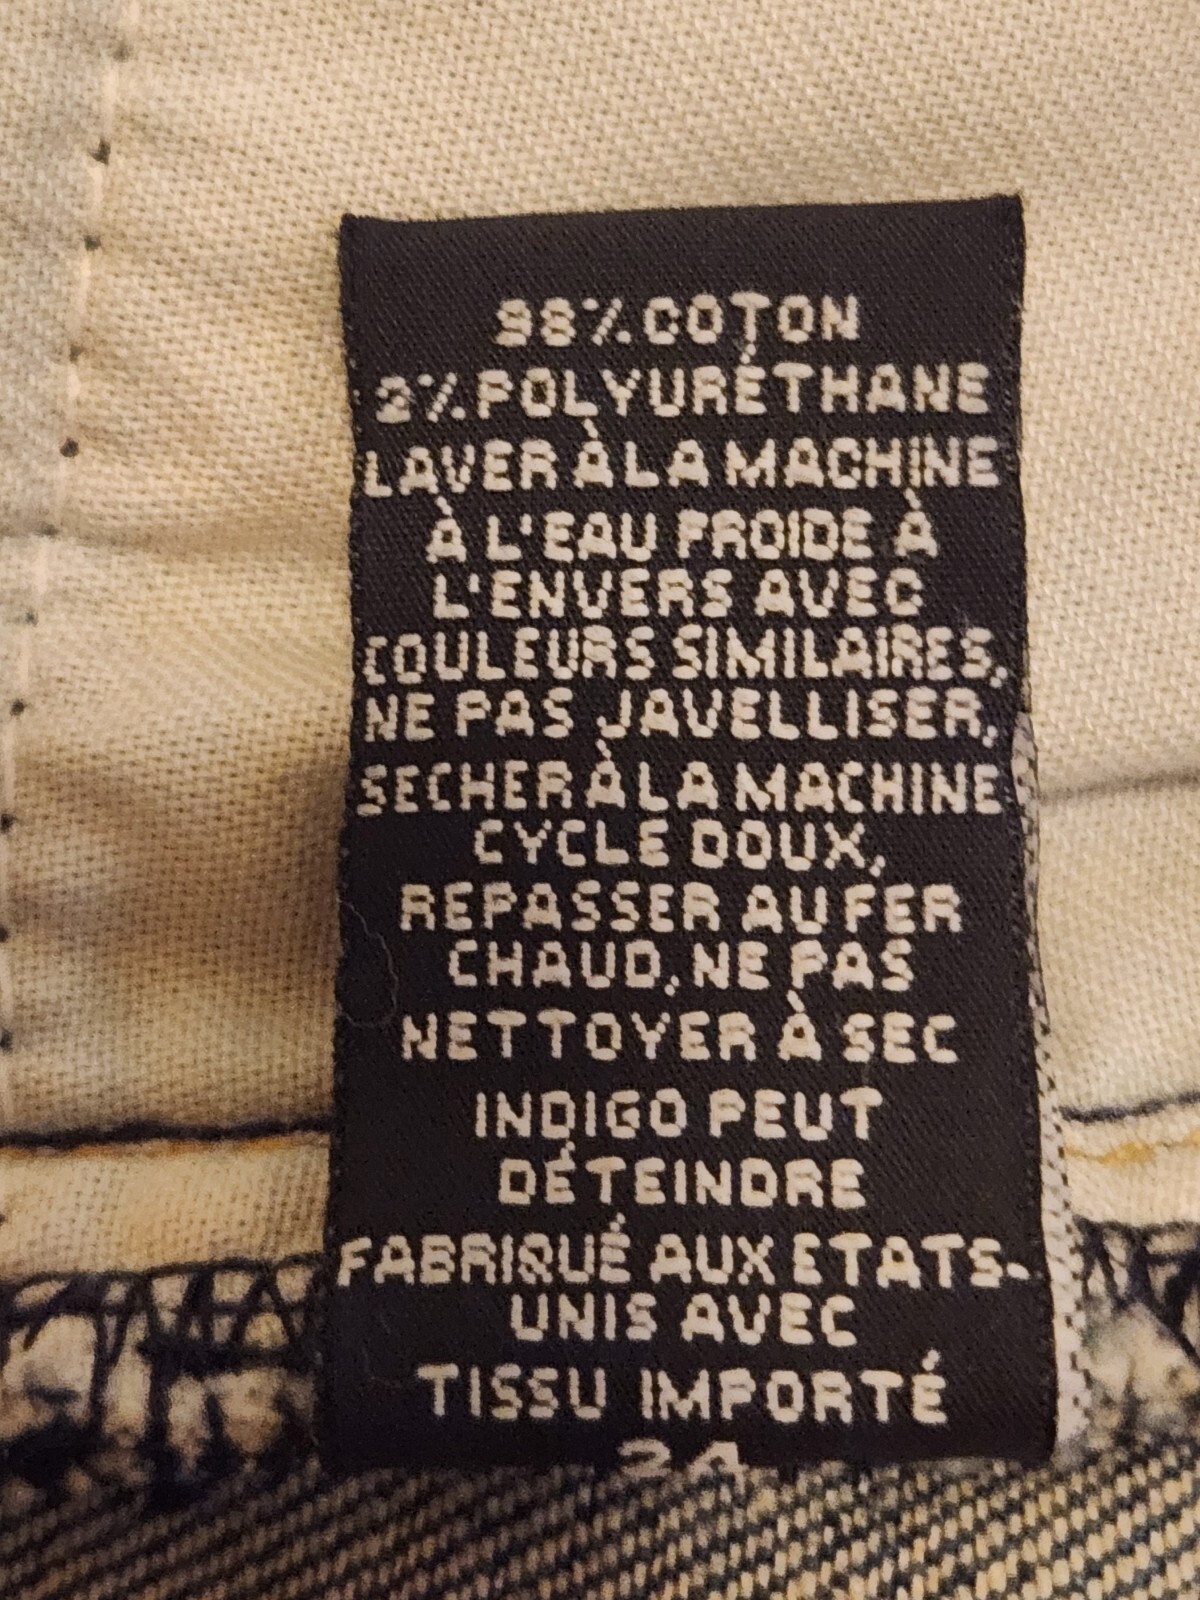 98% COTON
2% POLYURÉTHANE
LAVER À LA MACHINE
À L'EAU FROIDE À
L'ENVERS AVEC
COULEURS SIMILAIRES,
NE PAS JAVELLISER,
SECHER À LA MACHINE
CYCLE DOUX,
REPASSER AU FER
CHAUD, NE PAS
NETTOYER À SEC
INDIGO PEUT
DÉTEINDRE
FABRIQUÉ AUX ETATS-
UNIS AVEC
TISSU IMPORTÉ
24